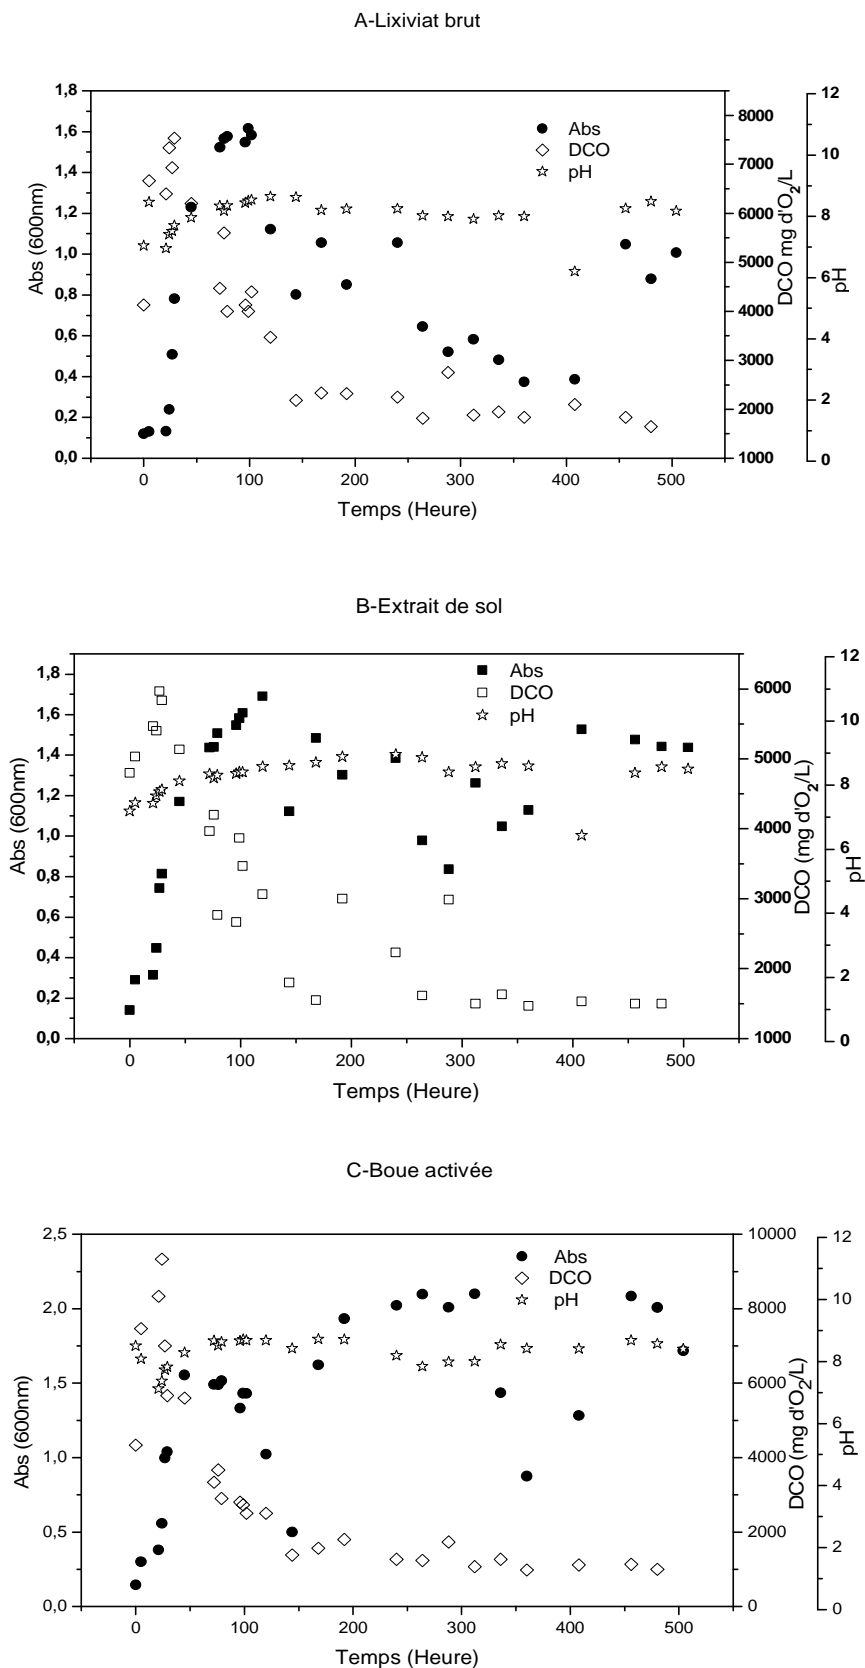 A-Lixiviat brut
1,8
1,6
1,4
1,2
1,0
0,8
0,6
0,4
0,2
0,0
Abs (600nm)
Abs
DCO
pH
8000
7000
6000
5000
4000
3000
2000
1000
DCO mg d'O2/L
12
10
8
6
4
2
0
pH
0 100 200 300 400 500
Temps (Heure)
B-Extrait de sol
1,8
1,6
1,4
1,2
1,0
0,8
0,6
0,4
0,2
0,0
Abs (600nm)
Abs
DCO
pH
6000
5000
4000
3000
2000
1000
DCO (mg d'O2/L)
12
10
8
6
4
2
0
pH
0 100 200 300 400 500
Temps (Heure)
C-Boue activée
2,5
2,0
1,5
1,0
0,5
0,0
Abs (600nm)
Abs
DCO
pH
10000
8000
6000
4000
2000
0
DCO (mg d'O2/L)
12
10
8
6
4
2
0
pH
0 100 200 300 400 500
Temps (Heure)